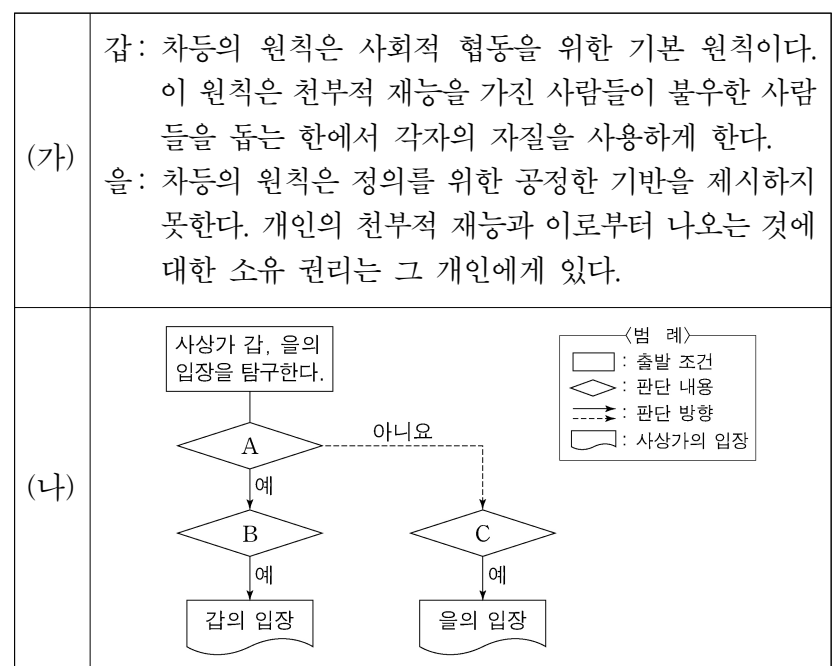 (가)
갑: 차등의 원칙은 사회적 협동을 위한 기본 원칙이다.
이 원칙은 천부적 재능을 가진 사람들이 불우한 사람
들을 돕는 한에서 각자의 자질을 사용하게 한다.
을: 차등의 원칙은 정의를 위한 공정한 기반을 제시하지
못한다. 개인의 천부적 재능과 이로부터 나오는 것에
대한 소유 권리는 그 개인에게 있다.
(나)
사상가 갑, 을의
입장을 탐구한다.
A
아니요
예
B
C
예
예
갑의 입장
을의 입장
〈범 례〉
: 출발 조건
: 판단 내용
: 판단 방향
: 사상가의 입장